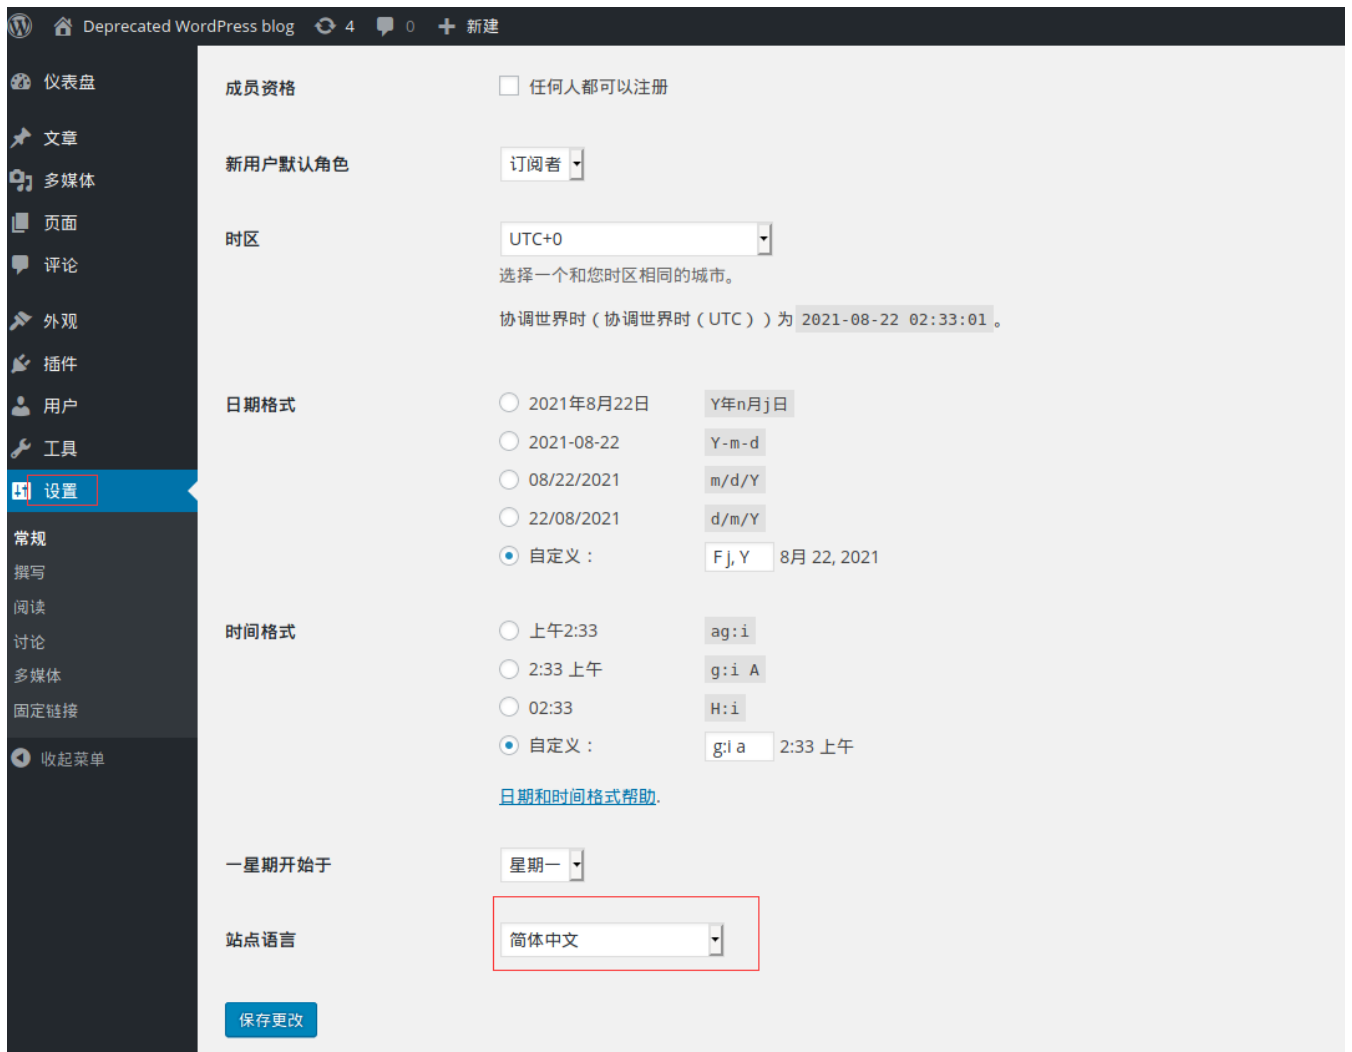 Deprecated WordPress blog 4 0 新建
仪表盘
文章
多媒体
页面
评论
外观
插件
用户
工具
设置
常规
撰写
阅读
讨论
多媒体
固定链接
收起菜单
成员资格 任何人都可以注册
新用户默认角色 订阅者
时区 UTC+0
选择一个和您时区相同的城市。
协调世界时（协调世界时（UTC））为 2021-08-22 02:33:01 。
日期格式 2021年8月22日 Y年n月j日
2021-08-22 Y-m-d
08/22/2021 m/d/Y
22/08/2021 d/m/Y
自定义： F j, Y 8月 22, 2021
时间格式 上午2:33 ag:i
2:33 上午 g:i A
02:33 H:i
自定义： g:i a 2:33 上午
日期和时间格式帮助.
一星期开始于 星期一
站点语言 简体中文
保存更改